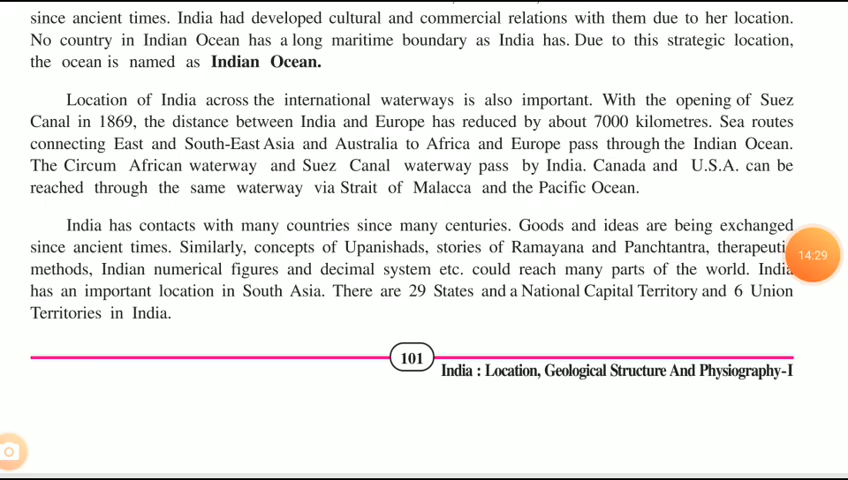 since ancient times. India had developed cultural and commercial relations with them due to her location.
No country in Indian Ocean has a long maritime boundary as India has. Due to this strategic location,
the ocean is named as Indian Ocean.
Location of India across the international waterways is also important. With the opening of Suez
Canal in 1869, the distance between India and Europe has reduced by about 7000 kilometres. Sea routes
connecting East and South-East Asia and Australia to Africa and Europe pass through the Indian Ocean.
The Circum African waterway and Suez Canal waterway pass by India. Canada and U.S.A. can be
reached through the same waterway via Strait of Malacca and the Pacific Ocean.
India has contacts with many countries since many centuries. Goods and ideas are being exchanged
since ancient times. Similarly, concepts of Upanishads, stories of Ramayana and Panchtantra, therapeuti
14:29
methods, Indian numerical figures and decimal system etc. could reach many parts of the world. India
has an important location in South Asia. There are 29 States and a National Capital Territory and 6 Union
Territories in India.
101
India : Location, Geological Structure And Physiography-I